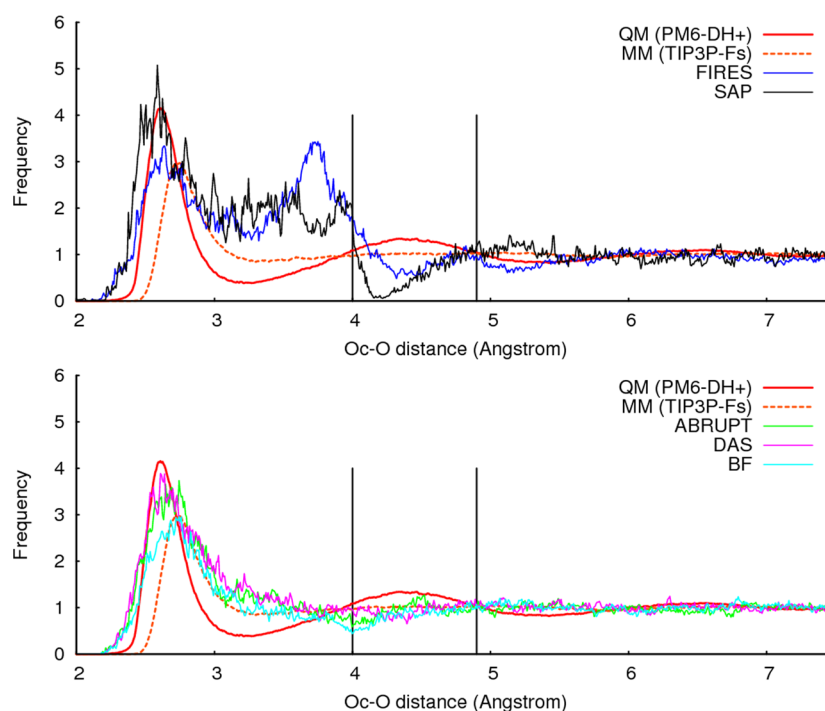 6
5
4
3
2
1
0
Frequency
QM (PM6-DH+)
MM (TIP3P-Fs)
FIRES
SAP
2 3 4 5 6 7
Oc-O distance (Angstrom)
6
5
4
3
2
1
0
Frequency
QM (PM6-DH+)
MM (TIP3P-Fs)
ABRUPT
DAS
BF
2 3 4 5 6 7
Oc-O distance (Angstrom)